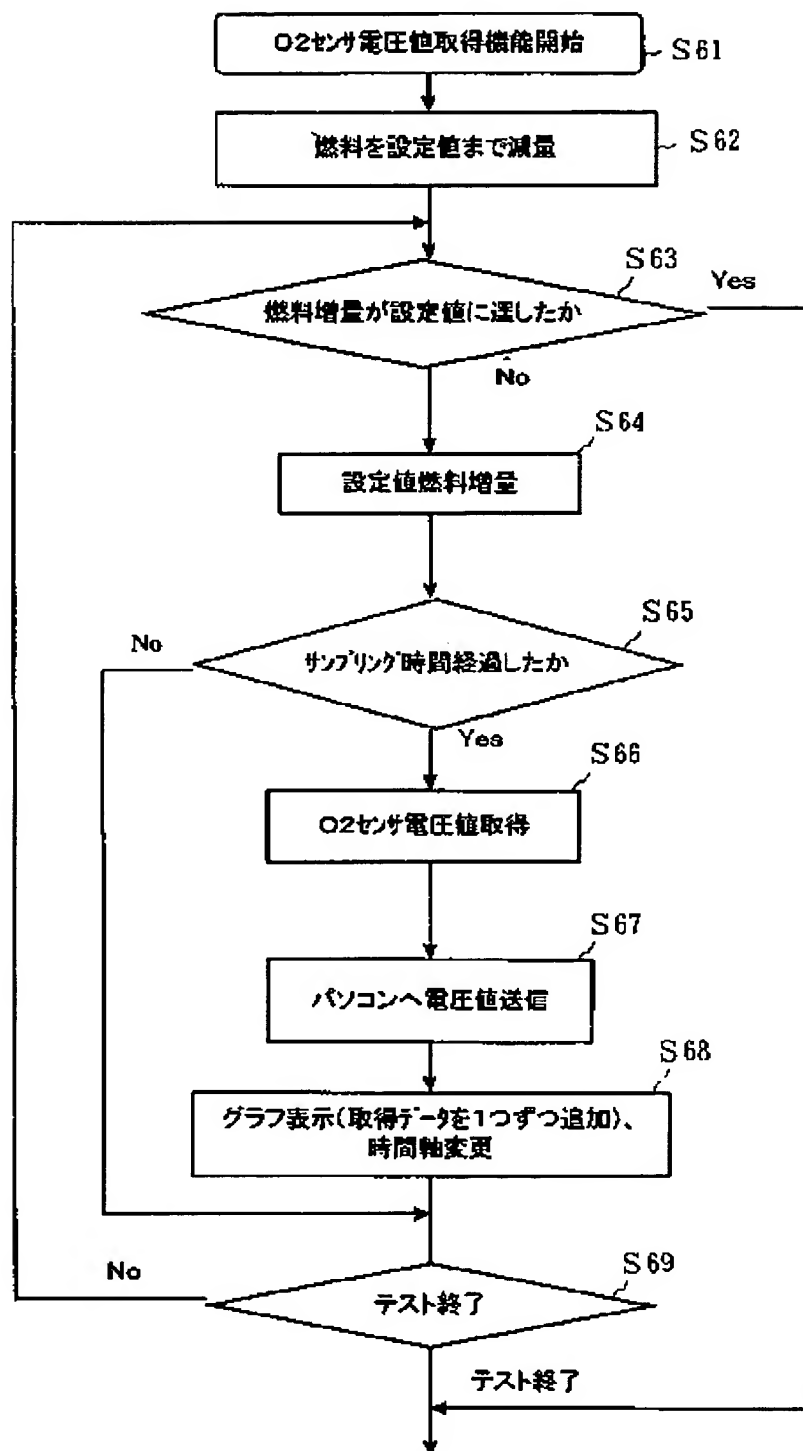 O2センサ電圧値取得機能開始
S61
燃料を設定値まで減量
S62
S63
Yes
燃料増量が設定値に達したか
No
S64
設定値燃料増量
S65
No
サンプリング時間経過したか
Yes
S66
O2センサ電圧値取得
S67
パソコンへ電圧値送信
S68
グラフ表示(取得データを1つずつ追加)、
時間軸変更
No
S69
テスト終了
テスト終了